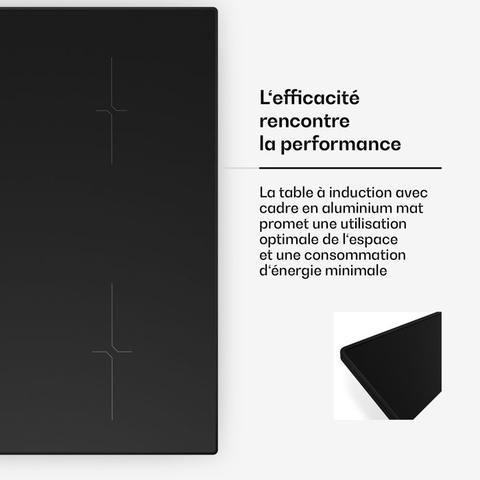 L‘efficacité
rencontre
la performance
La table à induction avec
cadre en aluminium mat
promet une utilisation
optimale de l‘espace
et une consommation
d‘énergie minimale